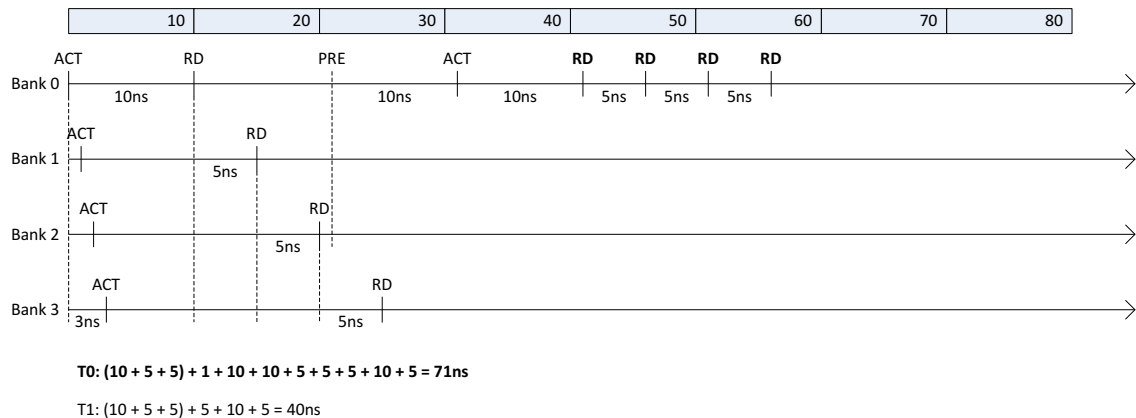 10 20 30 40 50 60 70 80
ACT RD PRE ACT RD RD RD RD
Bank 0
10ns 10ns 10ns 5ns 5ns 5ns
ACT RD
Bank 1
5ns
ACT RD
Bank 2
5ns
ACT RD
Bank 3
3ns 5ns
T0: (10 + 5 + 5) + 1 + 10 + 10 + 5 + 5 + 5 + 10 + 5 = 71ns
T1: (10 + 5 + 5) + 5 + 10 + 5 = 40ns